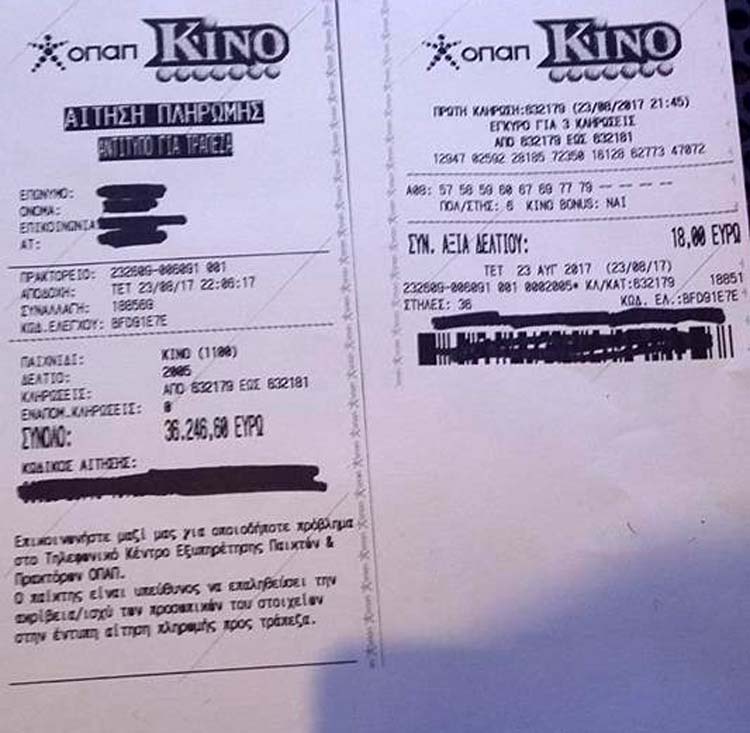 οπαπ KINO
ΑΙΤΗΣΗ ΠΛΗΡΩΜΗΣ
ΑΝΤΙΤΥΠΟ ΓΙΑ ΤΡΑΠΕΖΑ
ΕΠΩΝΥΜΟ:
ΟΝΟΜΑ:
ΕΠΙΚΟΙΝΩΝΙΑ
ΑΤ:
ΠΡΑΚΤΟΡΕΙΟ: 232609-006091 001
ΑΠΟΔΟΧΗ: ΤΕΤ 23/08/17 22:06:17
ΣΥΝΑΛΛΑΓΗ: 188569
ΚΩΔ.ΕΛΕΓΧΟΥ: BFD91E7E
ΠΑΙΧΝΙΔΙ: KINO (1100)
ΔΕΛΤΙΟ: 2005
ΚΛΗΡΩΣΕΙΣ: ΑΠΟ 632179 ΕΩΣ 632181
ΕΝΑΠΟΜ.ΚΛΗΡΩΣΕΙΣ: 0
ΣΥΝΟΛΟ: 36.246,60 ΕΥΡΩ
ΚΩΔΙΚΟΣ ΑΙΤΗΣΗΣ:
Επικοινωνήστε μαζί μας για οποιοδήποτε πρόβλημα
στο Τηλεφωνικό Κέντρο Εξυπηρέτησης Παικτών &
Πρακτόρων ΟΠΑΠ.
Ο παίκτης είναι υπεύθυνος να επαληθεύσει την
ακρίβεια/ισχύ των προσωπικών του στοιχείων
στην έντυπη αίτηση πληρωμής προς τράπεζα.
οπαπ KINO
ΠΡΩΤΗ ΚΛΗΡΩΣΗ:632179 (23/08/2017 21:45)
ΕΓΚΥΡΟ ΓΙΑ 3 ΚΛΗΡΩΣΕΙΣ
ΑΠΟ 632179 ΕΩΣ 632181
12947 02592 28185 72350 16128 62773 47072
A08: 57 58 59 60 67 69 77 79 -- -- -- --
ΠΟΛ/ΣΤΗΣ: 6 KINO BONUS: ΝΑΙ
ΣΥΝ. ΑΞΙΑ ΔΕΛΤΙΟΥ: 18,00 ΕΥΡΩ
ΤΕΤ 23 ΑΥΓ 2017 (23/08/17)
232609-006091 001 0002005* ΚΛ/ΚΑΤ:632179 18851
ΣΤΗΛΕΣ: 36 ΚΩΔ. ΕΛ.:BFD91E7E